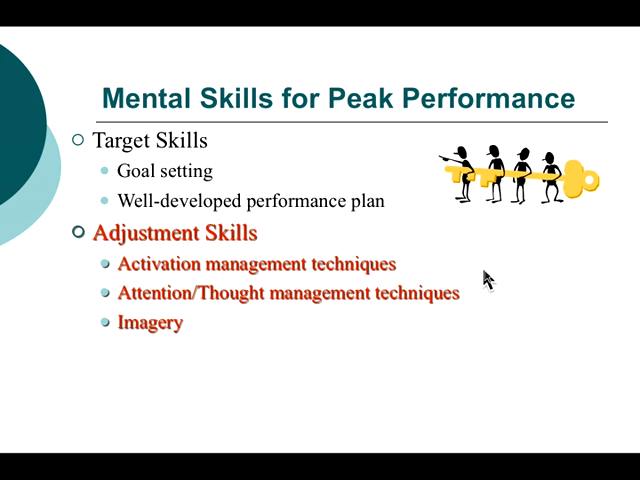 Mental Skills for Peak Performance
Target Skills
Goal setting
Well-developed performance plan
Adjustment Skills
Activation management techniques
Attention/Thought management techniques
Imagery